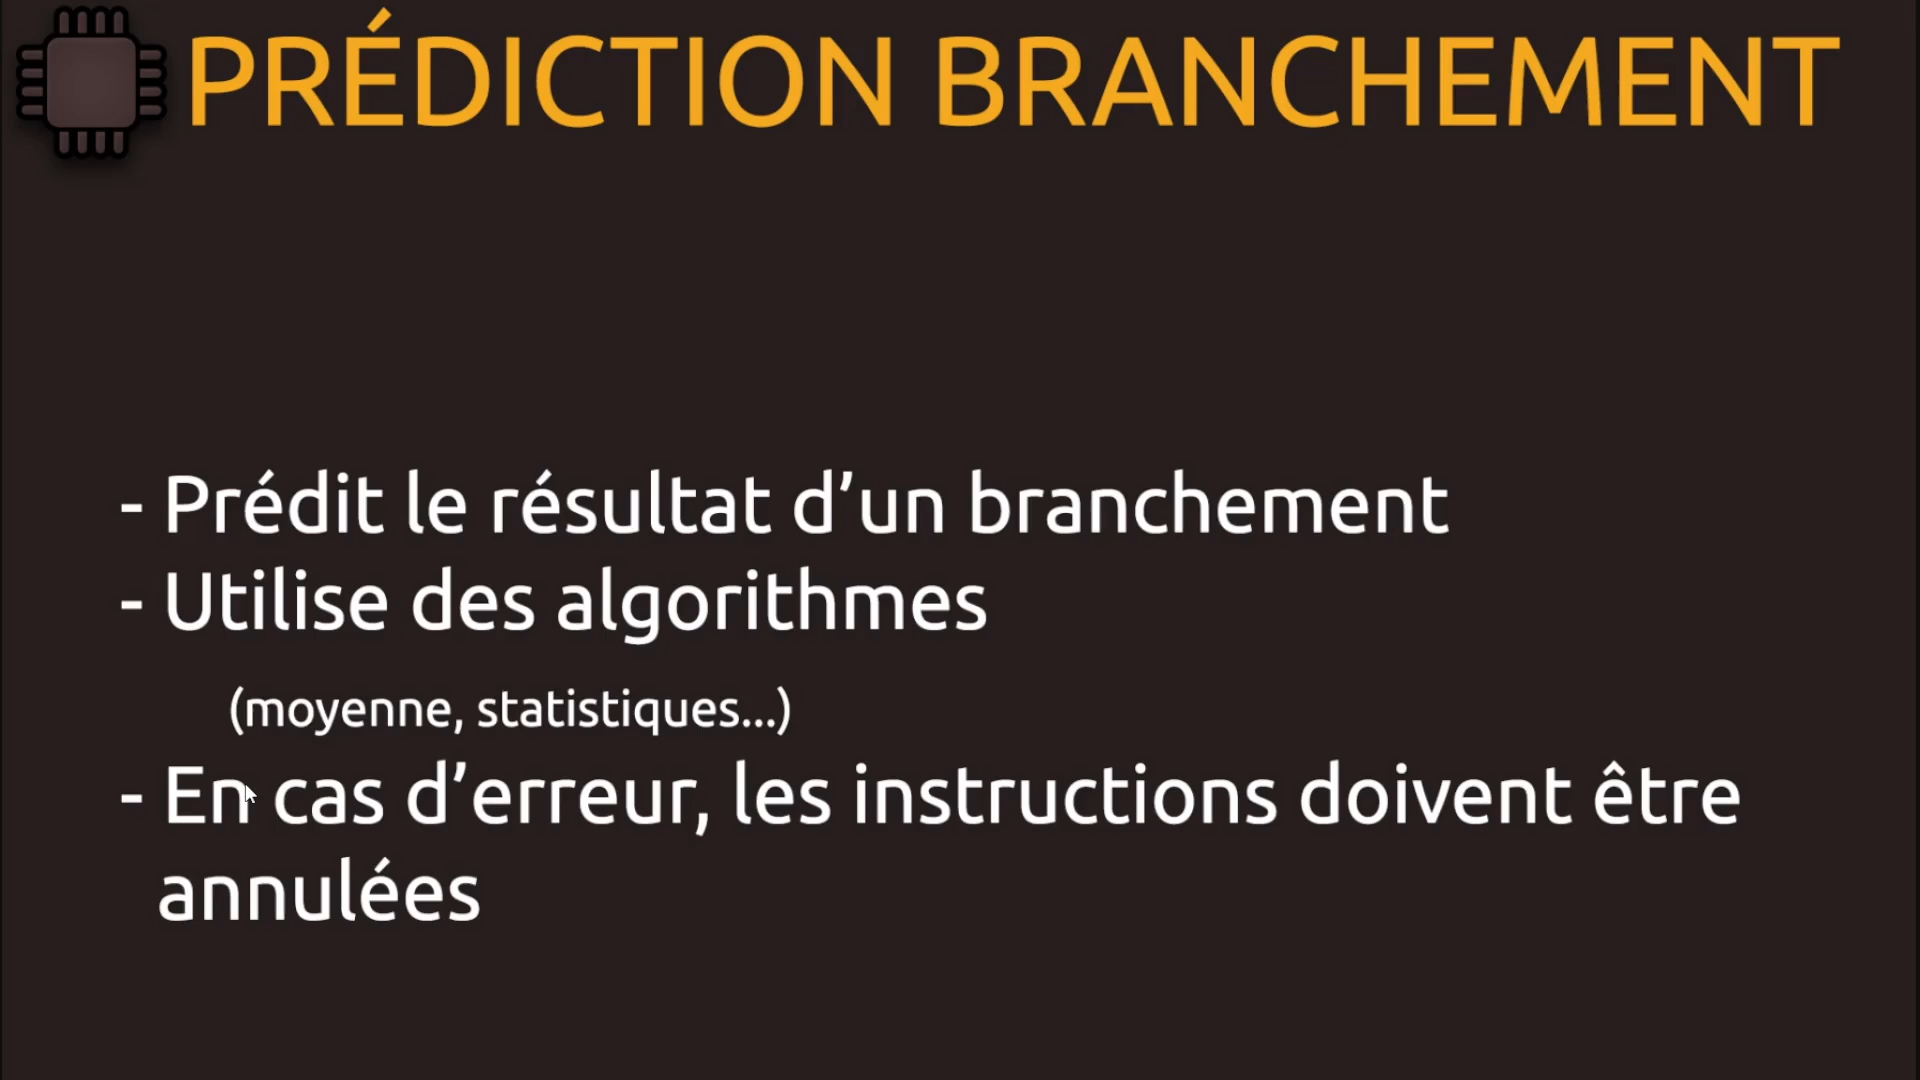 PRÉDICTION BRANCHEMENT
- Prédit le résultat d’un branchement
- Utilise des algorithmes
(moyenne, statistiques...)
- En cas d’erreur, les instructions doivent être
annulées